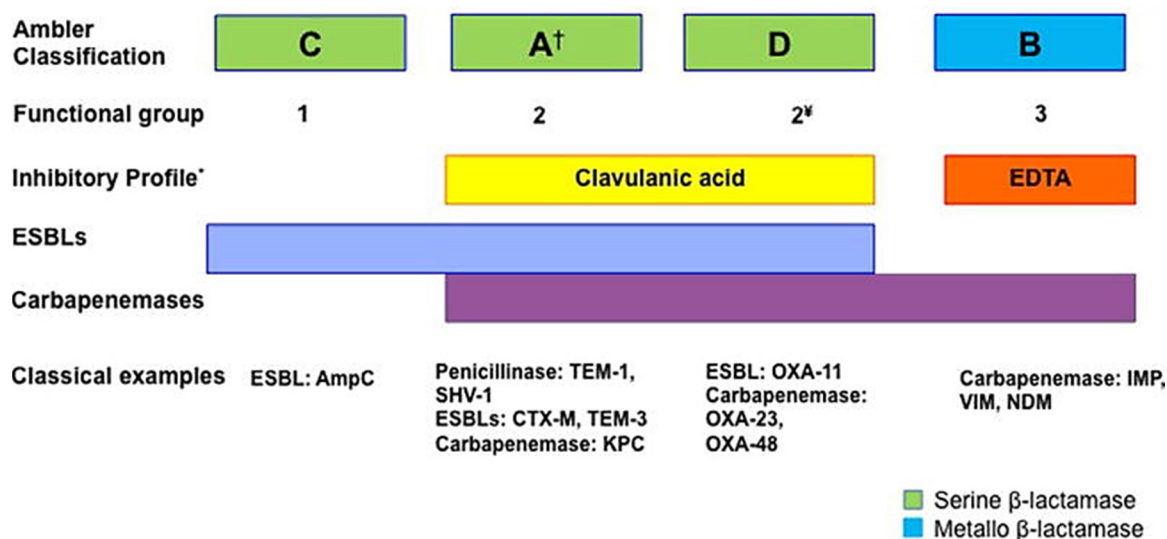 Ambler
Classification
C
A†
D
B
Functional group
1
2
2¥
3
Inhibitory Profile*
Clavulanic acid
EDTA
ESBLs
Carbapenemases
Classical examples
ESBL: AmpC
Penicillinase: TEM-1,
SHV-1
ESBLs: CTX-M, TEM-3
Carbapenemase: KPC
ESBL: OXA-11
Carbapenemase:
OXA-23,
OXA-48
Carbapenemase: IMP,
VIM, NDM
Serine β-lactamase
Metallo β-lactamase